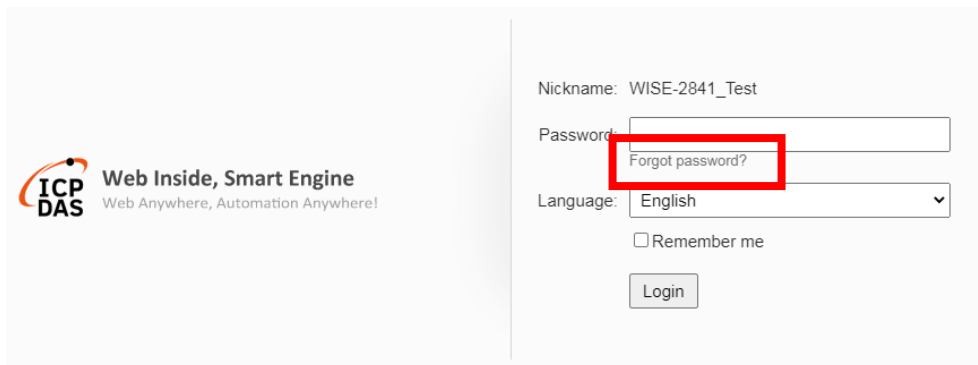 ICP
DAS
Web Inside, Smart Engine
Web Anywhere, Automation Anywhere!
Nickname: WISE-2841_Test
Password:
Forgot password?
Language: English
Remember me
Login